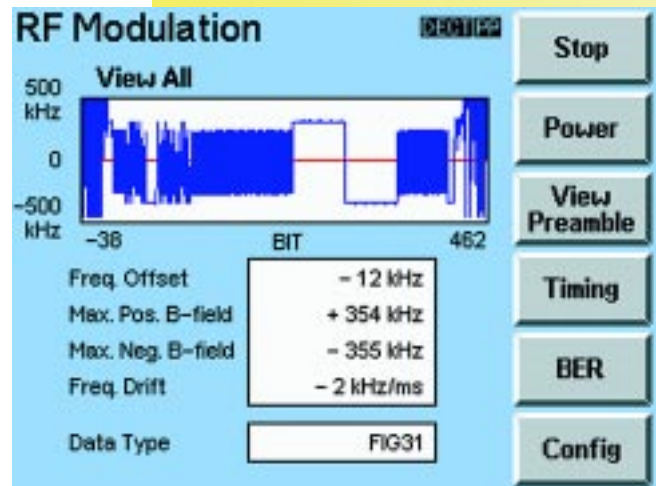 RF Modulation
DECT PP
View All
500
kHz
0
-500
kHz
-38
BIT
462
Freq. Offset
- 12 kHz
Max. Pos. B-field
+ 354 kHz
Max. Neg. B-field
- 355 kHz
Freq. Drift
- 2 kHz/ms
Data Type
FIG31
Stop
Power
View
Preamble
Timing
BER
Config